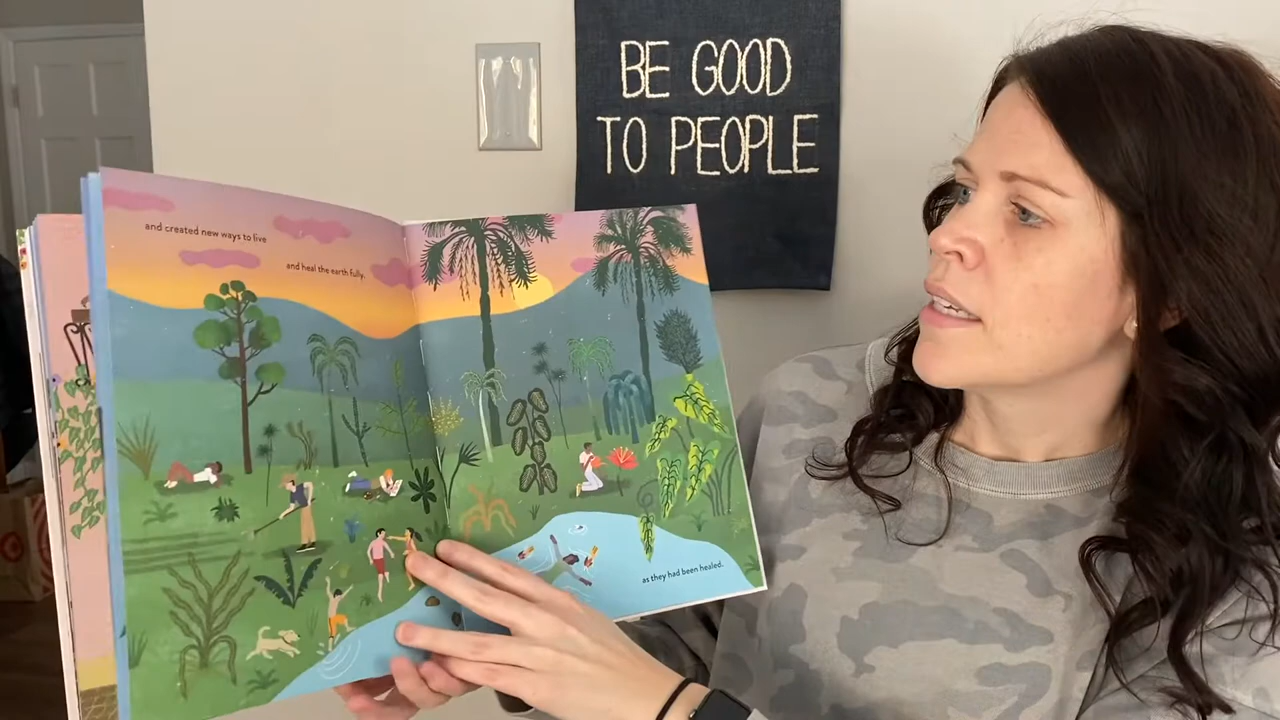 BE GOOD
TO PEOPLE
and created new ways to live
and heal the earth fully,
as they had been healed.